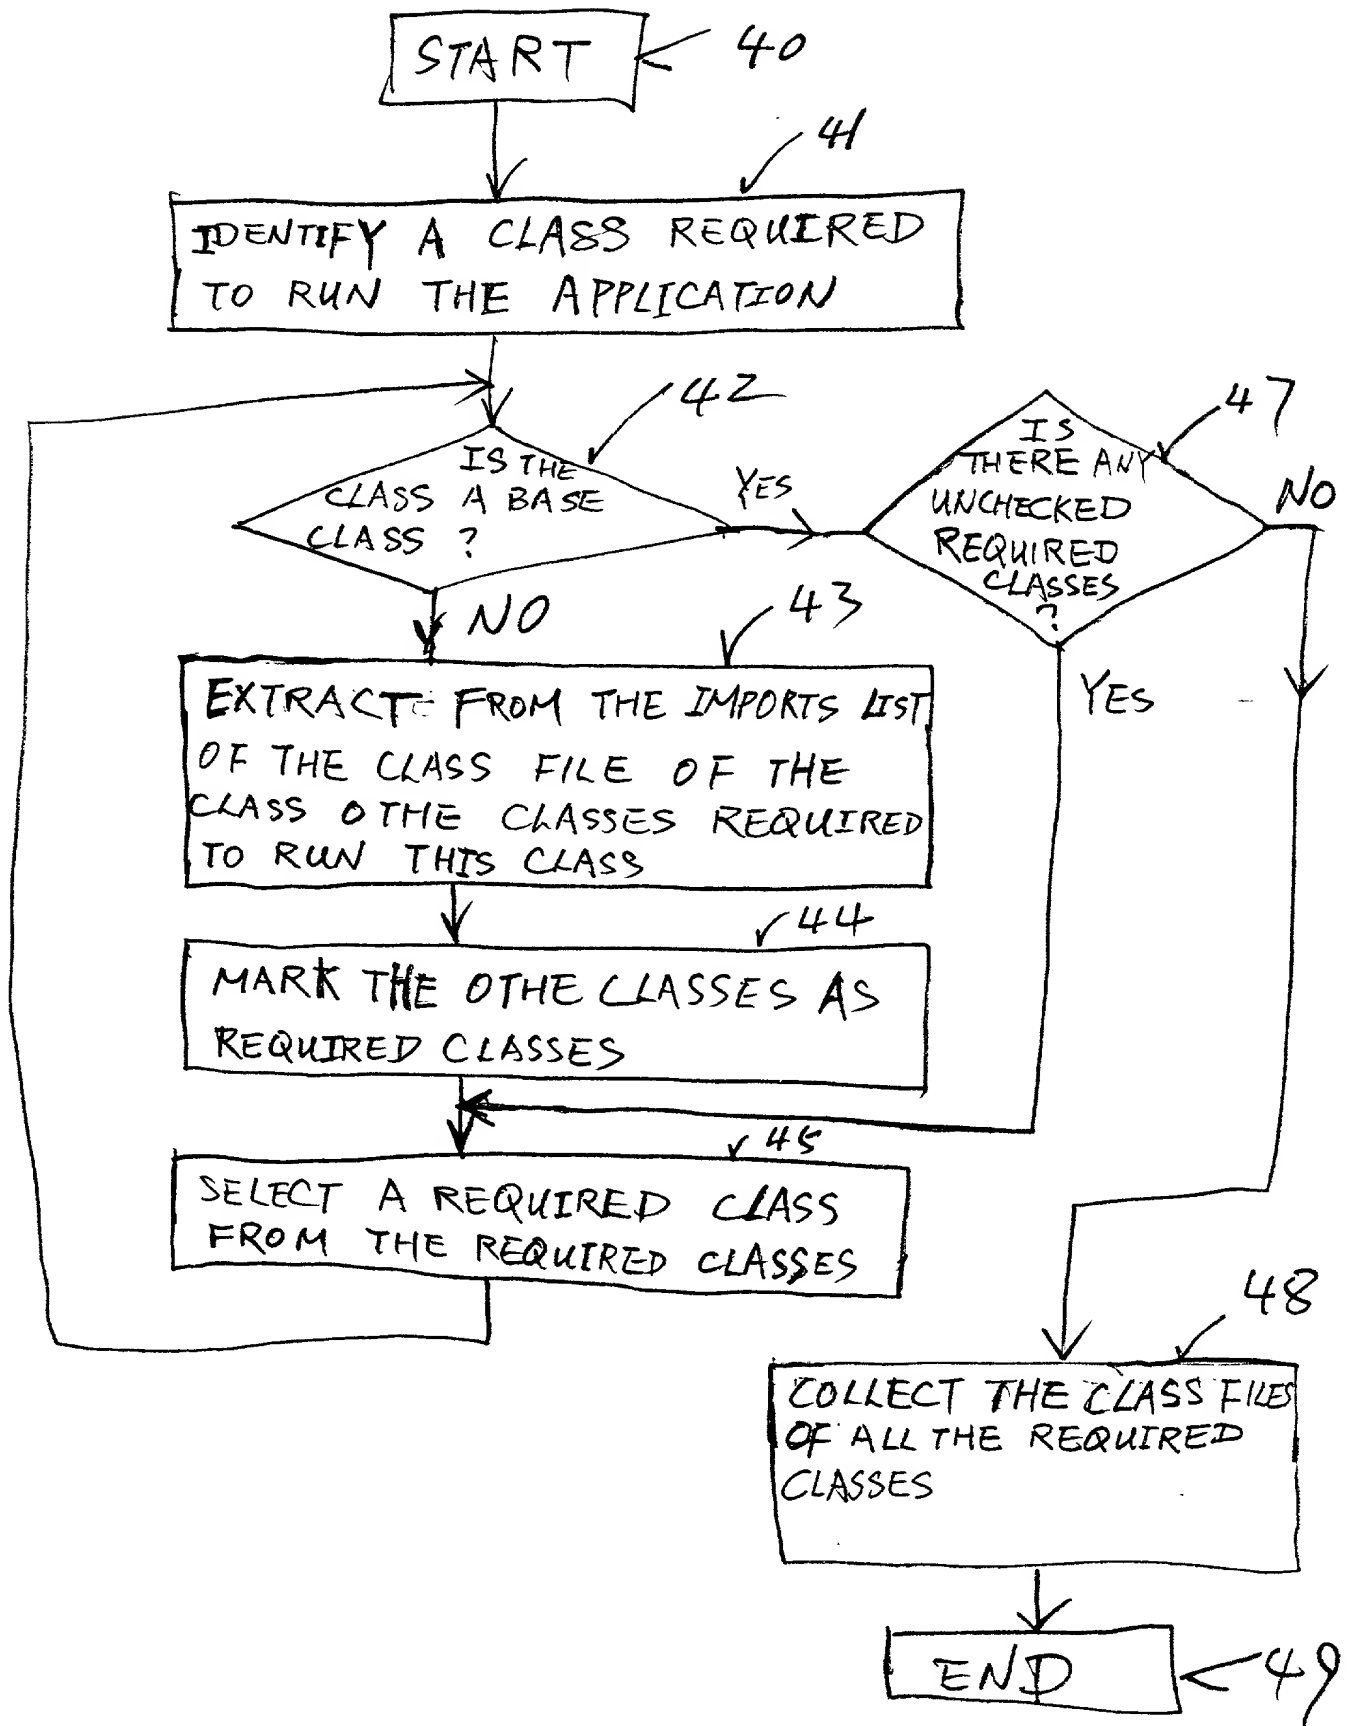 START
40
41
IDENTIFY A CLASS REQUIRED
TO RUN THE APPLICATION
42
IS THE
CLASS A BASE
CLASS ?
YES
47
IS
THERE ANY
UNCHECKED
REQUIRED
CLASSES
?
NO
NO
43
YES
EXTRACT FROM THE IMPORTS LIST
OF THE CLASS FILE OF THE
CLASS OTHE CLASSES REQUIRED
TO RUN THIS CLASS
44
MARK THE OTHE CLASSES AS
REQUIRED CLASSES
45
SELECT A REQUIRED CLASS
FROM THE REQUIRED CLASSES
48
COLLECT THE CLASS FILES
OF ALL THE REQUIRED
CLASSES
END
49